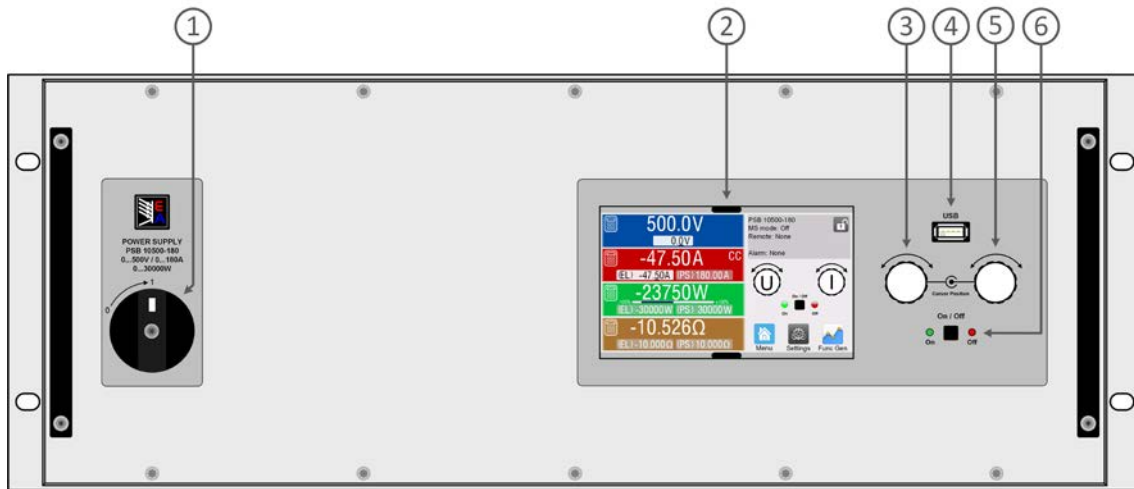 1
2
3
4
5
6
EA
POWER SUPPLY
PSB 10500-180
0...500V / 0...180A
0...30000W
0
1
500.0V
0.0V
-47.50A CC
(EL) -47.50A (PS) 180.00A
-23750W
(EL) -30000W (PS) 30000W
-10.526Ω
(EL) -10.000Ω (PS) 10.000Ω
PSB 10500-180
MS mode: Off
Remote: None
Alarm: None
U
I
On / Off
On
Off
Menu
Settings
Func Gen
USB
Cursor Position
On / Off
On
Off